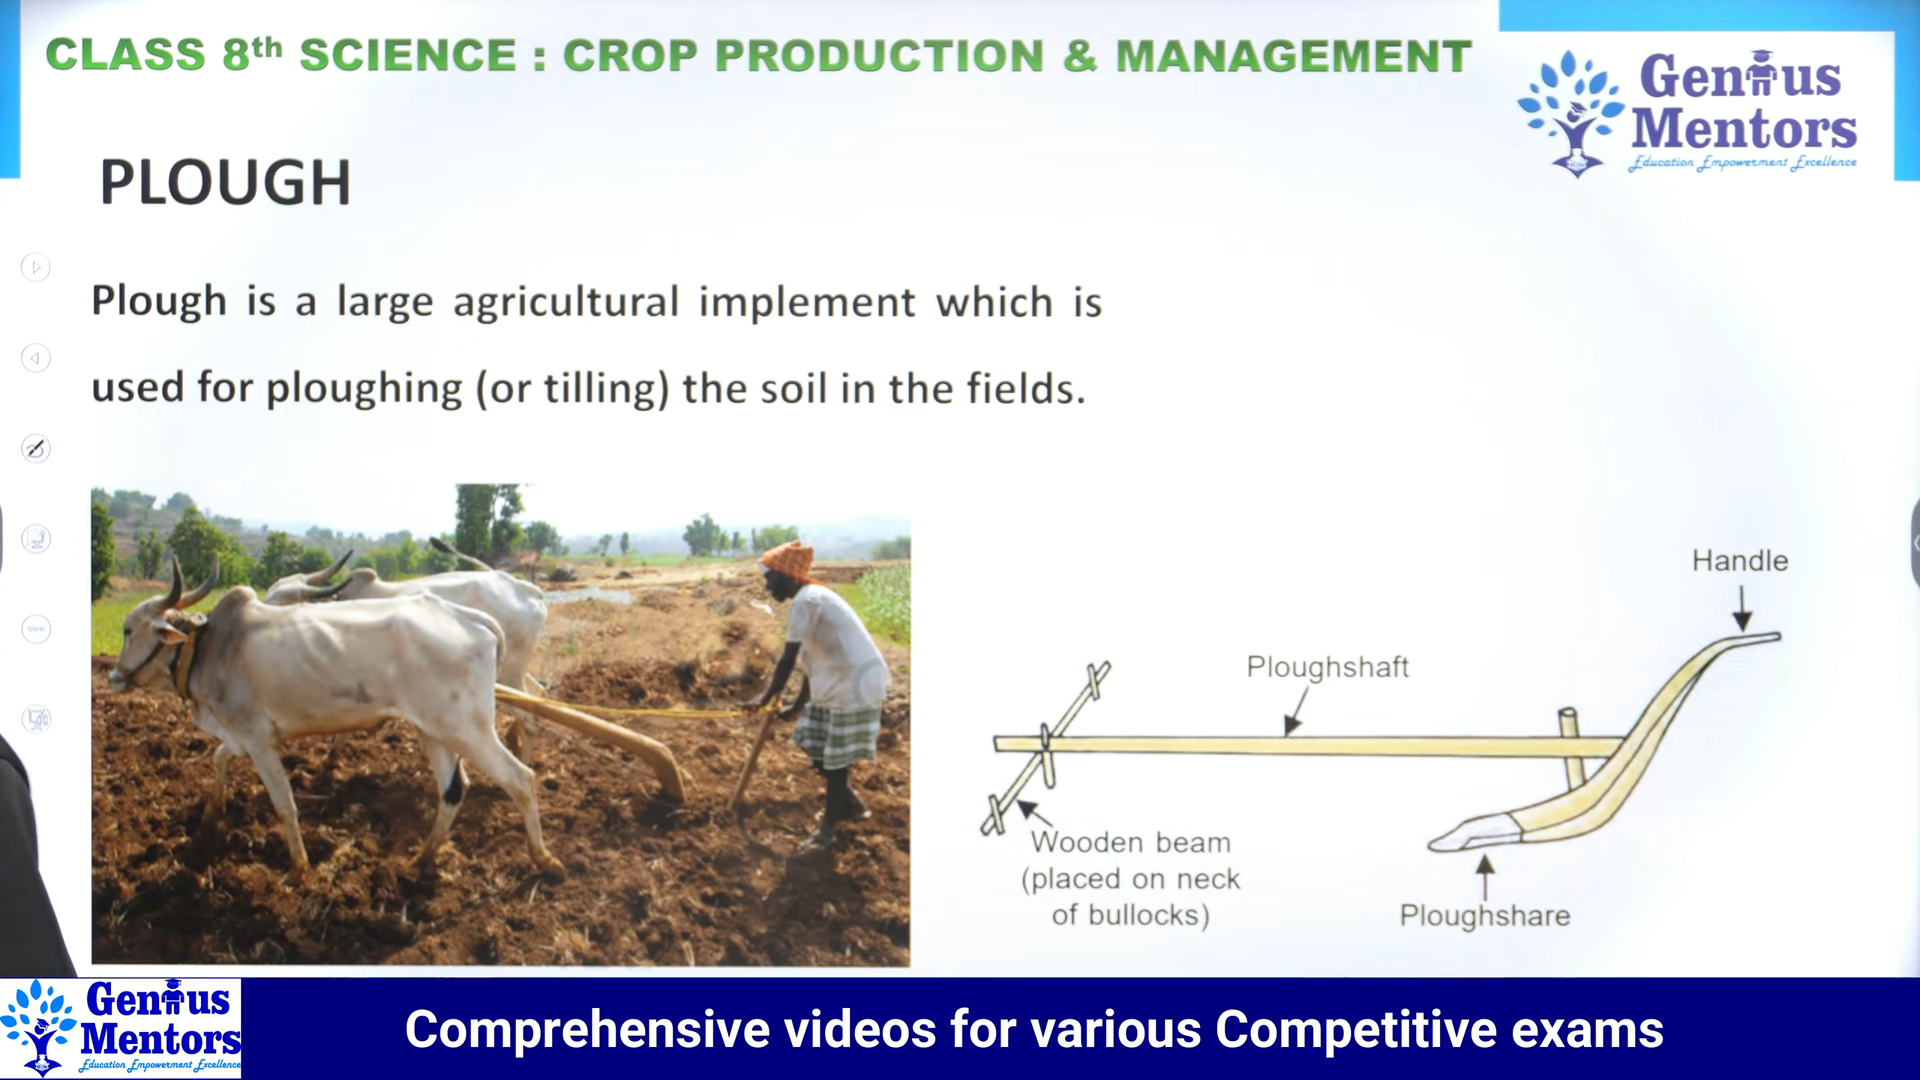 CLASS 8th SCIENCE : CROP PRODUCTION & MANAGEMENT
Genius
Mentors
Education Empowerment Excellence
PLOUGH
Plough is a large agricultural implement which is
used for ploughing (or tilling) the soil in the fields.
Handle
Ploughshaft
Wooden beam
(placed on neck
of bullocks)
Ploughshare
Genius
Mentors
Education Empowerment Excellence
Comprehensive videos for various Competitive exams